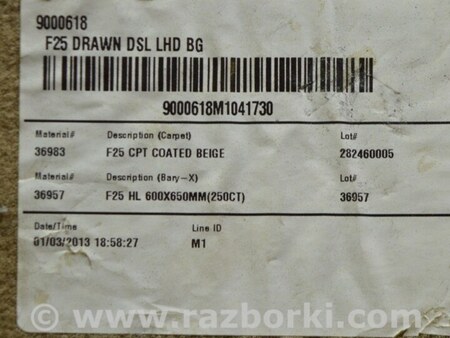 9000618
F25 DRAWN DSL LHD BG
9000618M1041730
Material# Description (Carpet) Lot#
36983 F25 CPT COATED BEIGE 282460005
Material# Description (Bary-X) Lot#
36957 F25 HL 600X650MM(250CT) 36957
Date/Time Line ID
01/03/2013 18:58:27 M1
© www.razborki.com